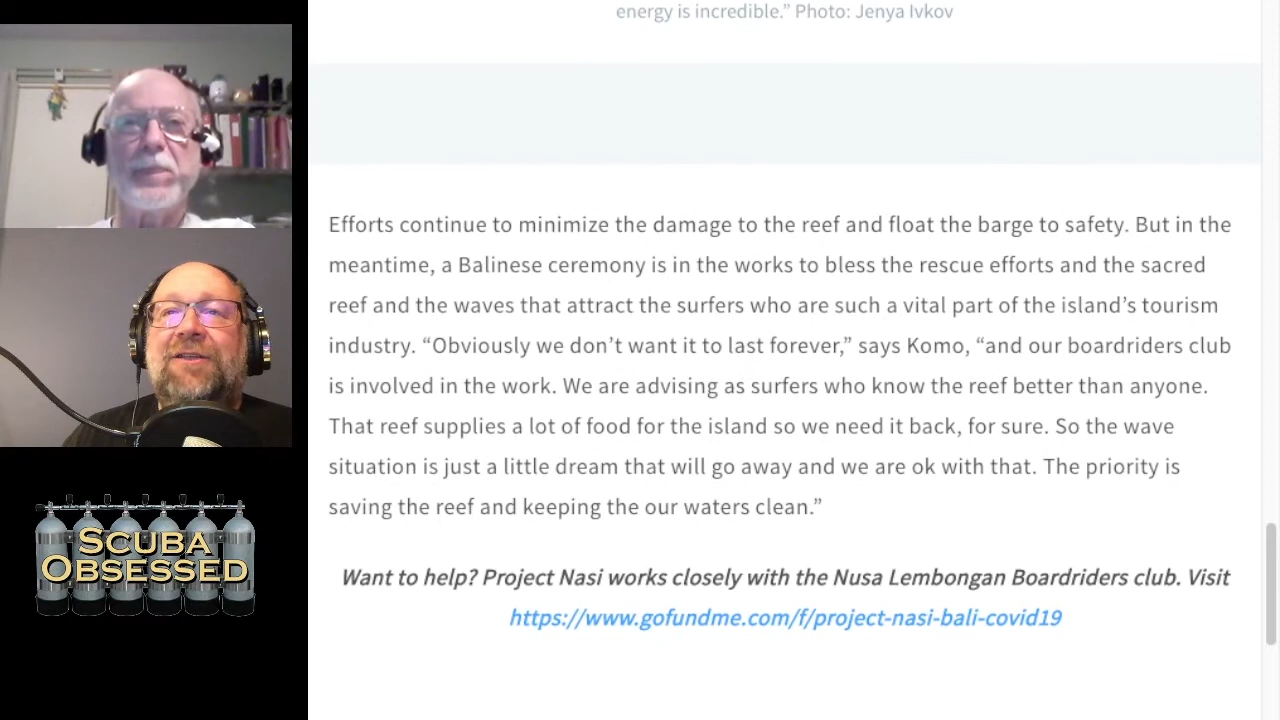 energy is incredible.” Photo: Jenya Ivkov
Efforts continue to minimize the damage to the reef and float the barge to safety. But in the
meantime, a Balinese ceremony is in the works to bless the rescue efforts and the sacred
reef and the waves that attract the surfers who are such a vital part of the island’s tourism
industry. “Obviously we don’t want it to last forever,” says Komo, “and our boardriders club
is involved in the work. We are advising as surfers who know the reef better than anyone.
That reef supplies a lot of food for the island so we need it back, for sure. So the wave
situation is just a little dream that will go away and we are ok with that. The priority is
saving the reef and keeping the our waters clean.”
Want to help? Project Nasi works closely with the Nusa Lembongan Boardriders club. Visit
https://www.gofundme.com/f/project-nasi-bali-covid19
SCUBA
OBSESSED